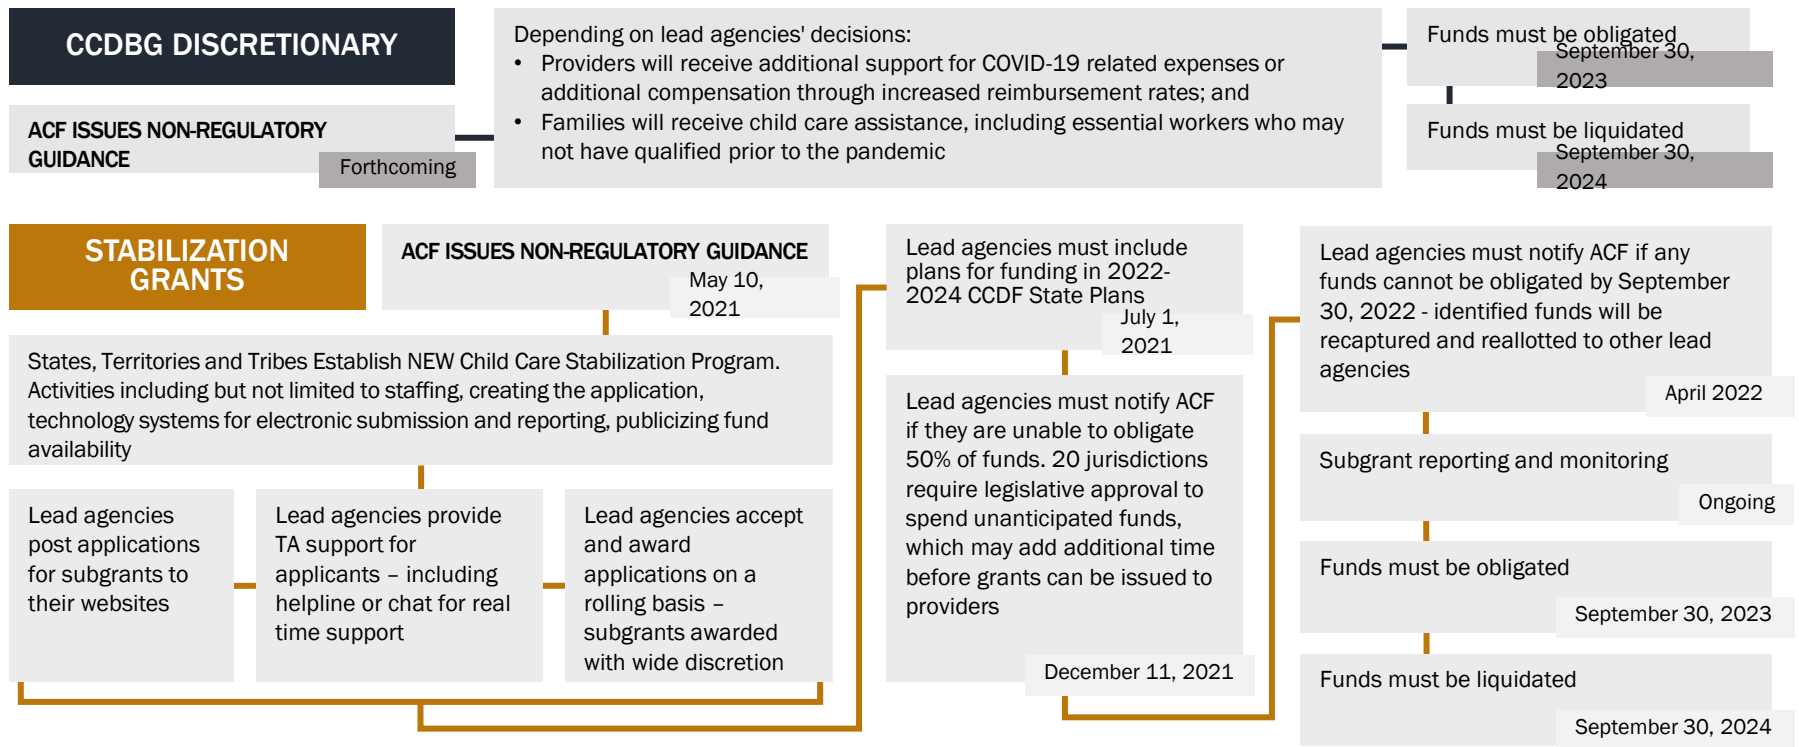 CCDBG DISCRETIONARY
ACF ISSUES NON-REGULATORY
GUIDANCE
Forthcoming
Depending on lead agencies' decisions:
• Providers will receive additional support for COVID-19 related expenses or
additional compensation through increased reimbursement rates; and
• Families will receive child care assistance, including essential workers who may
not have qualified prior to the pandemic
Funds must be obligated
September 30,
2023
Funds must be liquidated
September 30,
2024
STABILIZATION
GRANTS
ACF ISSUES NON-REGULATORY GUIDANCE
May 10,
2021
States, Territories and Tribes Establish NEW Child Care Stabilization Program.
Activities including but not limited to staffing, creating the application,
technology systems for electronic submission and reporting, publicizing fund
availability
Lead agencies
post applications
for subgrants to
their websites
Lead agencies provide
TA support for
applicants – including
helpline or chat for real
time support
Lead agencies accept
and award
applications on a
rolling basis –
subgrants awarded
with wide discretion
Lead agencies must include
plans for funding in 2022-
2024 CCDF State Plans
July 1,
2021
Lead agencies must notify ACF
if they are unable to obligate
50% of funds. 20 jurisdictions
require legislative approval to
spend unanticipated funds,
which may add additional time
before grants can be issued to
providers
December 11, 2021
Lead agencies must notify ACF if any
funds cannot be obligated by September
30, 2022 - identified funds will be
recaptured and reallotted to other lead
agencies
April 2022
Subgrant reporting and monitoring
Ongoing
Funds must be obligated
September 30, 2023
Funds must be liquidated
September 30, 2024